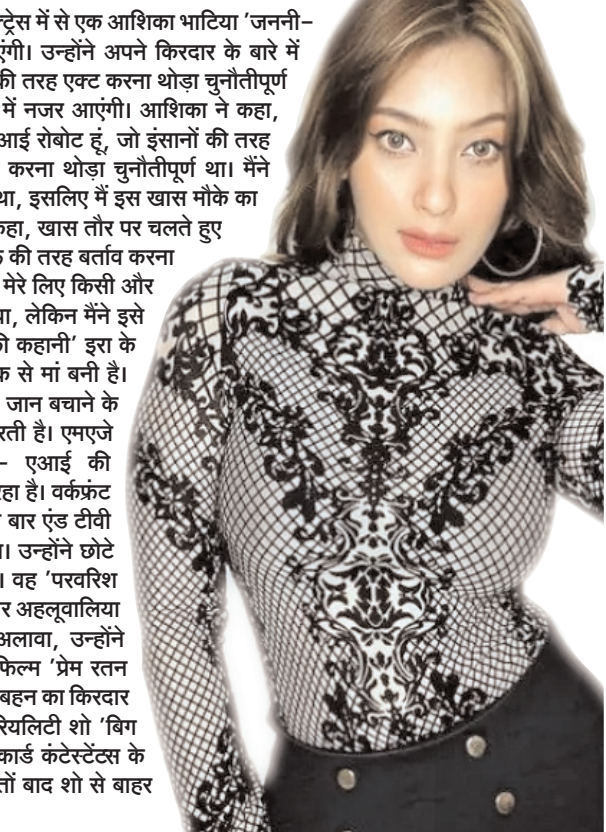 में से एक आशिका भाटिया 'जननी–
उन्होंने अपने किरदार के बारे में
की तरह एक्ट करना थोड़ा चुनौतीपूर्ण
में नजर आएंगी। आशिका ने कहा,
आई रोबोट हूं, जो इंसानों की तरह
करना थोड़ा चुनौतीपूर्ण था। मैंने
था, इसलिए मैं इस खास मौके का
खास तौर पर चलते हुए
की तरह बर्ताव करना
मेरे लिए किसी और
लेकिन मैंने इसे
कहानी' इरा के
से मां बनी है।
जान बचाने के
है। एमएजे
– एआई की
रहा है। वर्कफ्रंट
बार एंड टीवी
उन्होंने छोटे
वह 'परवरिश
अहलूवालिया
अलावा, उन्होंने
फिल्म 'प्रेम रतन
बहन का किरदार
रियलिटी शो 'बिग
कार्ड कंटेस्टेंट्स के
बाद शो से बाहर